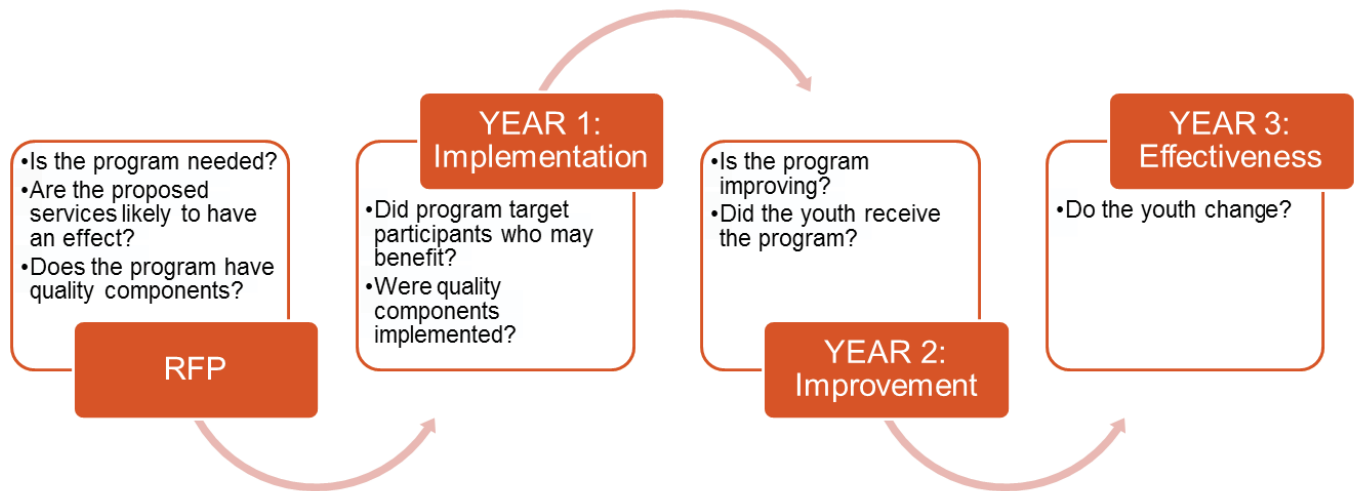 •Is the program needed?
•Are the proposed
services likely to have
an effect?
•Does the program have
quality components?
RFP
YEAR 1:
Implementation
•Did program target
participants who may
benefit?
•Were quality
components
implemented?
•Is the program
improving?
•Did the youth receive
the program?
YEAR 2:
Improvement
YEAR 3:
Effectiveness
•Do the youth change?